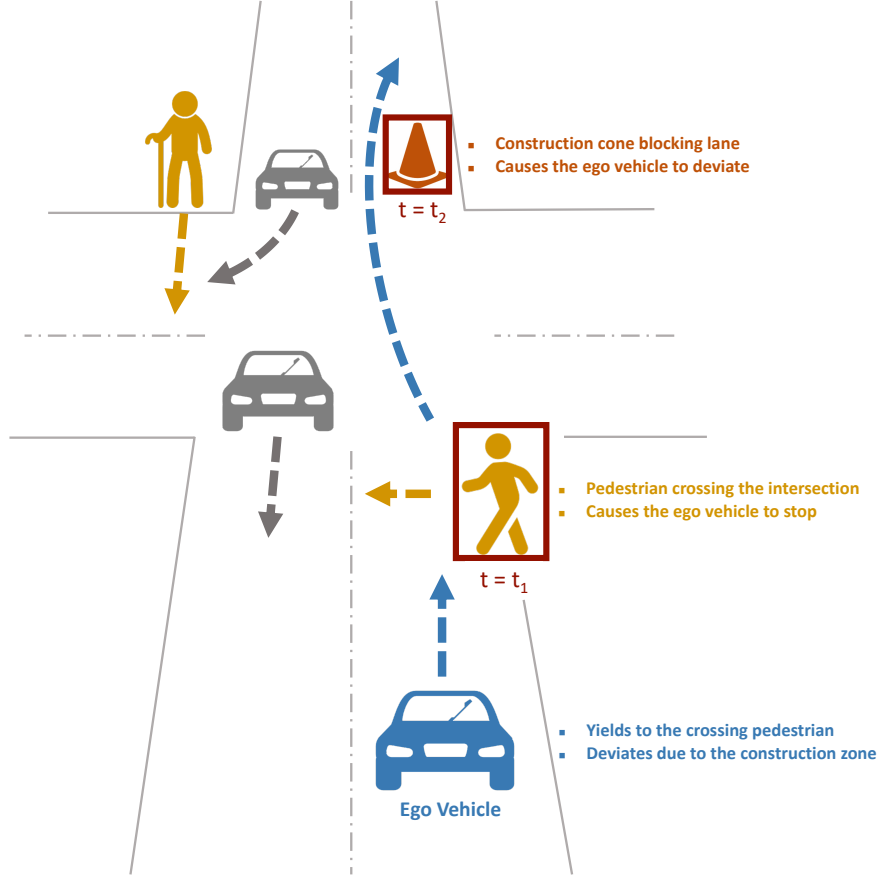 ▪ Construction cone blocking lane
▪ Causes the ego vehicle to deviate
t = t₂
▪ Pedestrian crossing the intersection
▪ Causes the ego vehicle to stop
t = t₁
▪ Yields to the crossing pedestrian
▪ Deviates due to the construction zone
Ego Vehicle